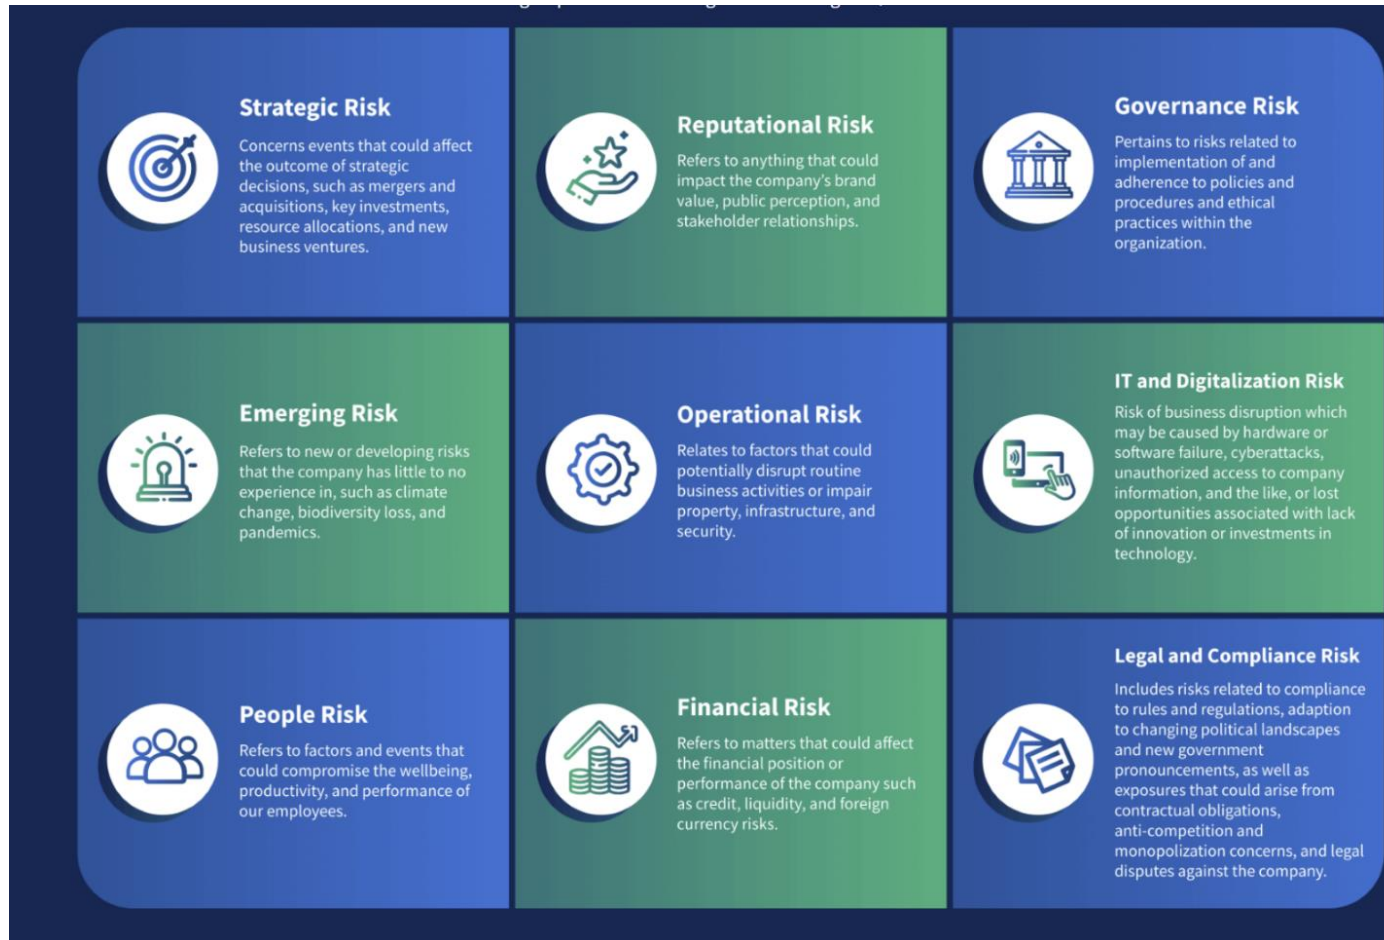 Strategic Risk
Concerns events that could affect
the outcome of strategic
decisions, such as mergers and
acquisitions, key investments,
resource allocations, and new
business ventures.
Reputational Risk
Refers to anything that could
impact the company's brand
value, public perception, and
stakeholder relationships.
Governance Risk
Pertains to risks related to
implementation of and
adherence to policies and
procedures and ethical
practices within the
organization.
Emerging Risk
Refers to new or developing risks
that the company has little to no
experience in, such as climate
change, biodiversity loss, and
pandemics.
Operational Risk
Relates to factors that could
potentially disrupt routine
business activities or impair
property, infrastructure, and
security.
IT and Digitalization Risk
Risk of business disruption which
may be caused by hardware or
software failure, cyberattacks,
unauthorized access to company
information, and the like, or lost
opportunities associated with lack
of innovation or investments in
technology.
People Risk
Refers to factors and events that
could compromise the wellbeing,
productivity, and performance of
our employees.
Financial Risk
Refers to matters that could affect
the financial position or
performance of the company such
as credit, liquidity, and foreign
currency risks.
Legal and Compliance Risk
Includes risks related to compliance
to rules and regulations, adaption
to changing political landscapes
and new government
pronouncements, as well as
exposures that could arise from
contractual obligations,
anti-competition and
monopolization concerns, and legal
disputes against the company.